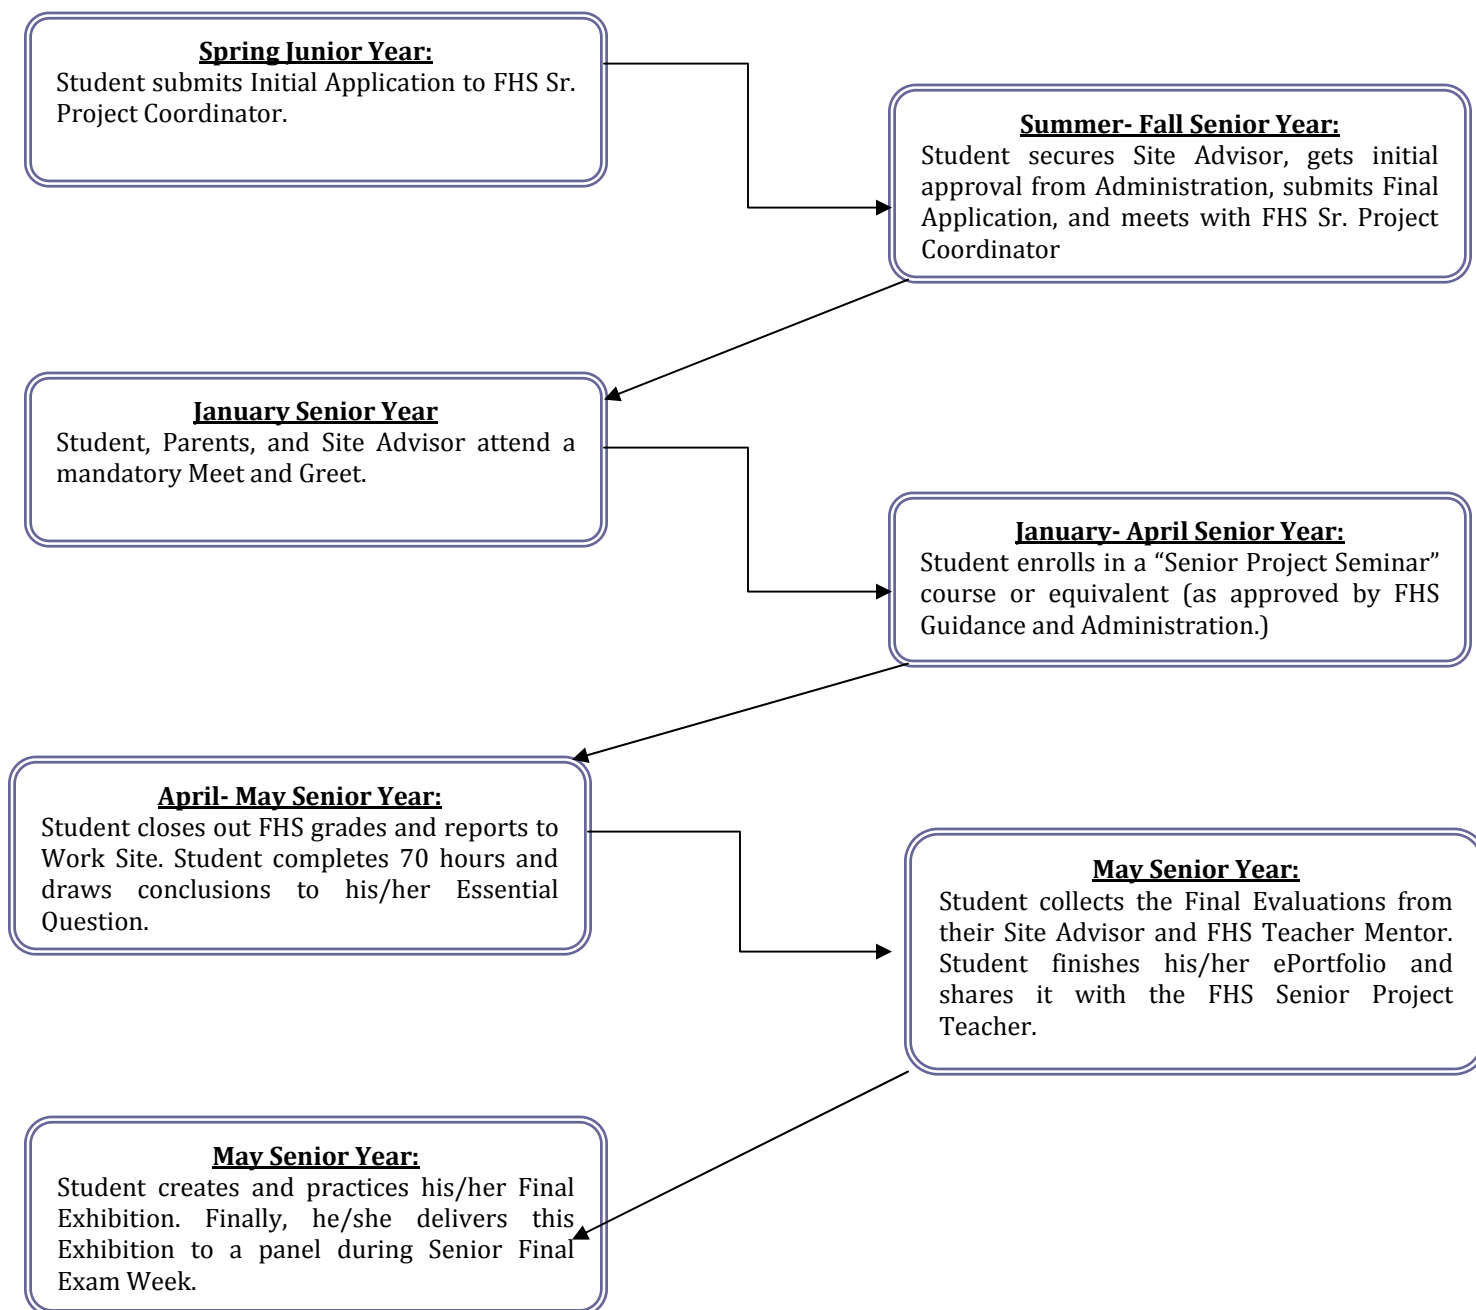 Spring Junior Year:
Student submits Initial Application to FHS Sr.
Project Coordinator.
Summer- Fall Senior Year:
Student secures Site Advisor, gets initial
approval from Administration, submits Final
Application, and meets with FHS Sr. Project
Coordinator
January Senior Year
Student, Parents, and Site Advisor attend a
mandatory Meet and Greet.
January- April Senior Year:
Student enrolls in a “Senior Project Seminar”
course or equivalent (as approved by FHS
Guidance and Administration.)
April- May Senior Year:
Student closes out FHS grades and reports to
Work Site. Student completes 70 hours and
draws conclusions to his/her Essential
Question.
May Senior Year:
Student collects the Final Evaluations from
their Site Advisor and FHS Teacher Mentor.
Student finishes his/her ePortfolio and
shares it with the FHS Senior Project
Teacher.
May Senior Year:
Student creates and practices his/her Final
Exhibition. Finally, he/she delivers this
Exhibition to a panel during Senior Final
Exam Week.